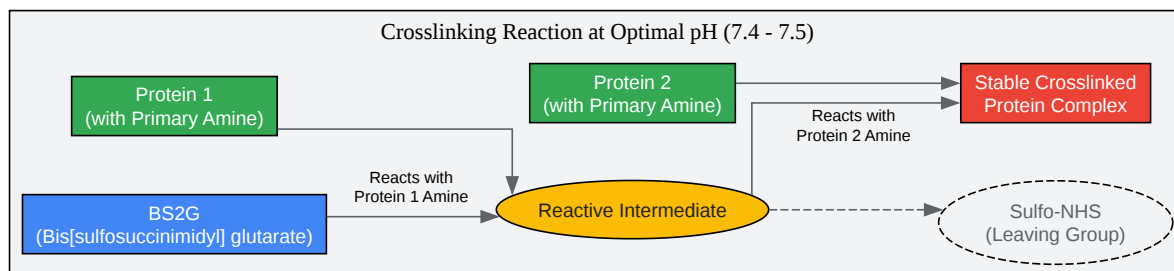 Crosslinking Reaction at Optimal pH (7.4 - 7.5)
Protein 1
(with Primary Amine)
Protein 2
(with Primary Amine)
Stable Crosslinked
Protein Complex
Reacts with
Protein 2 Amine
Reacts with
Protein 1 Amine
BS2G
(Bis[sulfosuccinimidyl] glutarate)
Reactive Intermediate
Sulfo-NHS
(Leaving Group)